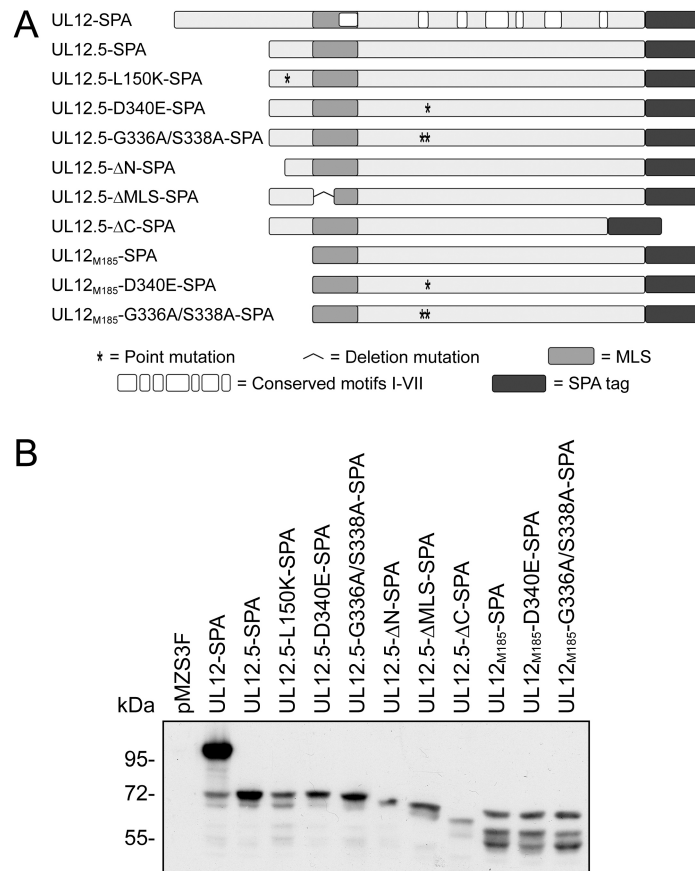 A
UL12-SPA
UL12.5-SPA
UL12.5-L150K-SPA
UL12.5-D340E-SPA
UL12.5-G336A/S338A-SPA
UL12.5-ΔN-SPA
UL12.5-ΔMLS-SPA
UL12.5-ΔC-SPA
UL12M185-SPA
UL12M185-D340E-SPA
UL12M185-G336A/S338A-SPA
* = Point mutation
= Deletion mutation
= MLS
= Conserved motifs I-VII
= SPA tag
B
kDa
pMZS3F
UL12-SPA
UL12.5-SPA
UL12.5-L150K-SPA
UL12.5-D340E-SPA
UL12.5-G336A/S338A-SPA
UL12.5-ΔN-SPA
UL12.5-ΔMLS-SPA
UL12.5-ΔC-SPA
UL12M185-SPA
UL12M185-D340E-SPA
UL12M185-G336A/S338A-SPA
95-
72-
55-